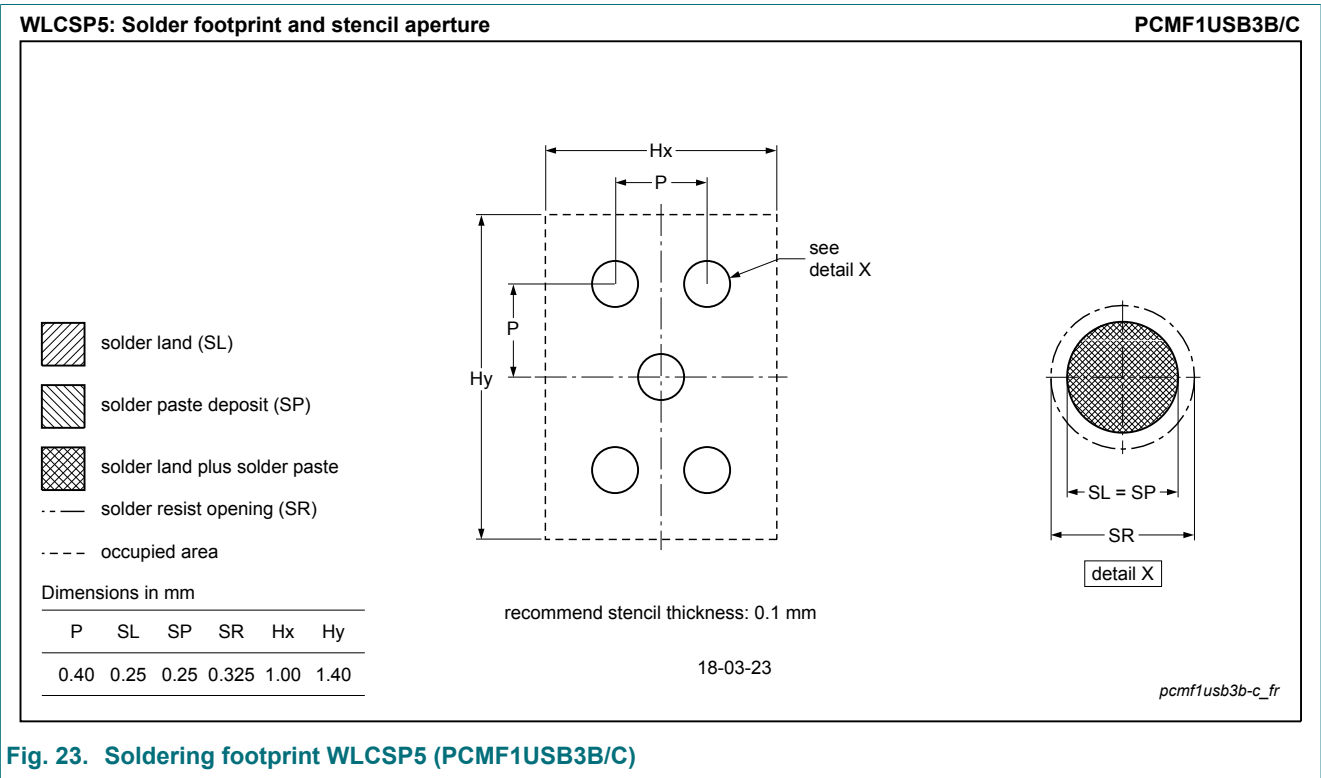 WLCSP5: Solder footprint and stencil aperture PCMF1USB3B/C
Hx
P
see
detail X
P
Hy
solder land (SL)
solder paste deposit (SP)
solder land plus solder paste
solder resist opening (SR)
occupied area
SL = SP
SR
detail X
Dimensions in mm
P SL SP SR Hx Hy
0.40 0.25 0.25 0.325 1.00 1.40
recommend stencil thickness: 0.1 mm
18-03-23
pcmf1usb3b-c_fr
Fig. 23. Soldering footprint WLCSP5 (PCMF1USB3B/C)